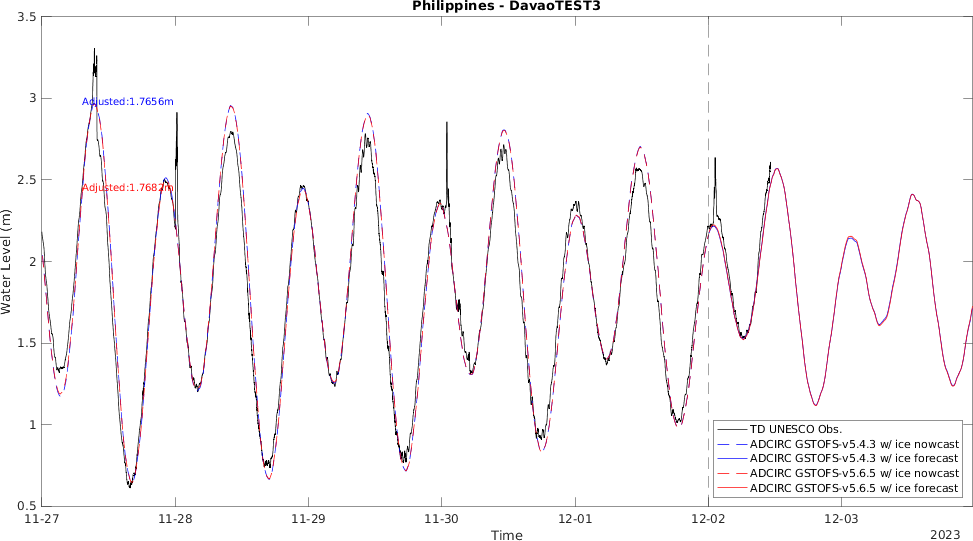 Philippines - DavaoTEST3
3.5
3
2.5
2
1.5
1
0.5
Water Level (m)
Adjusted:1.7656m
Adjusted:1.7682m
TD UNESCO Obs.
ADCIRC GSTOFS-v5.4.3 w/ ice nowcast
ADCIRC GSTOFS-v5.4.3 w/ ice forecast
ADCIRC GSTOFS-v5.6.5 w/ ice nowcast
ADCIRC GSTOFS-v5.6.5 w/ ice forecast
11-27 11-28 11-29 11-30 12-01 12-02 12-03
Time
2023